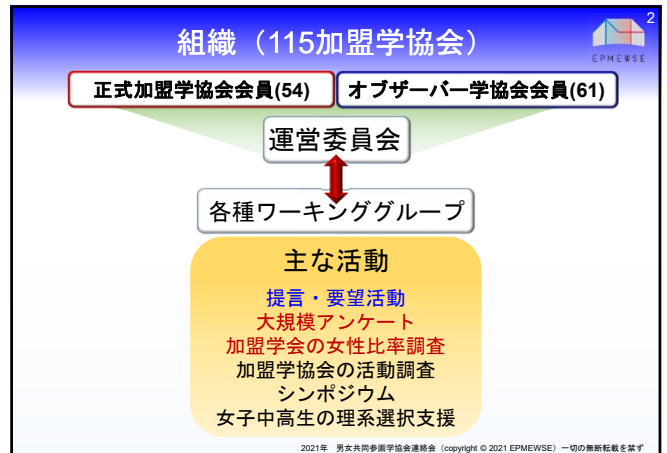 2
組織（115加盟学協会）
EPMEWSE
正式加盟学協会会員(54)
オブザーバー学協会会員(61)
運営委員会
各種ワーキンググループ
主な活動
提言・要望活動
大規模アンケート
加盟学会の女性比率調査
加盟学協会の活動調査
シンポジウム
女子中高生の理系選択支援
2021年 男女共同参画学協会連絡会（copyright © 2021 EPMEWSE）一切の無断転載を禁ず